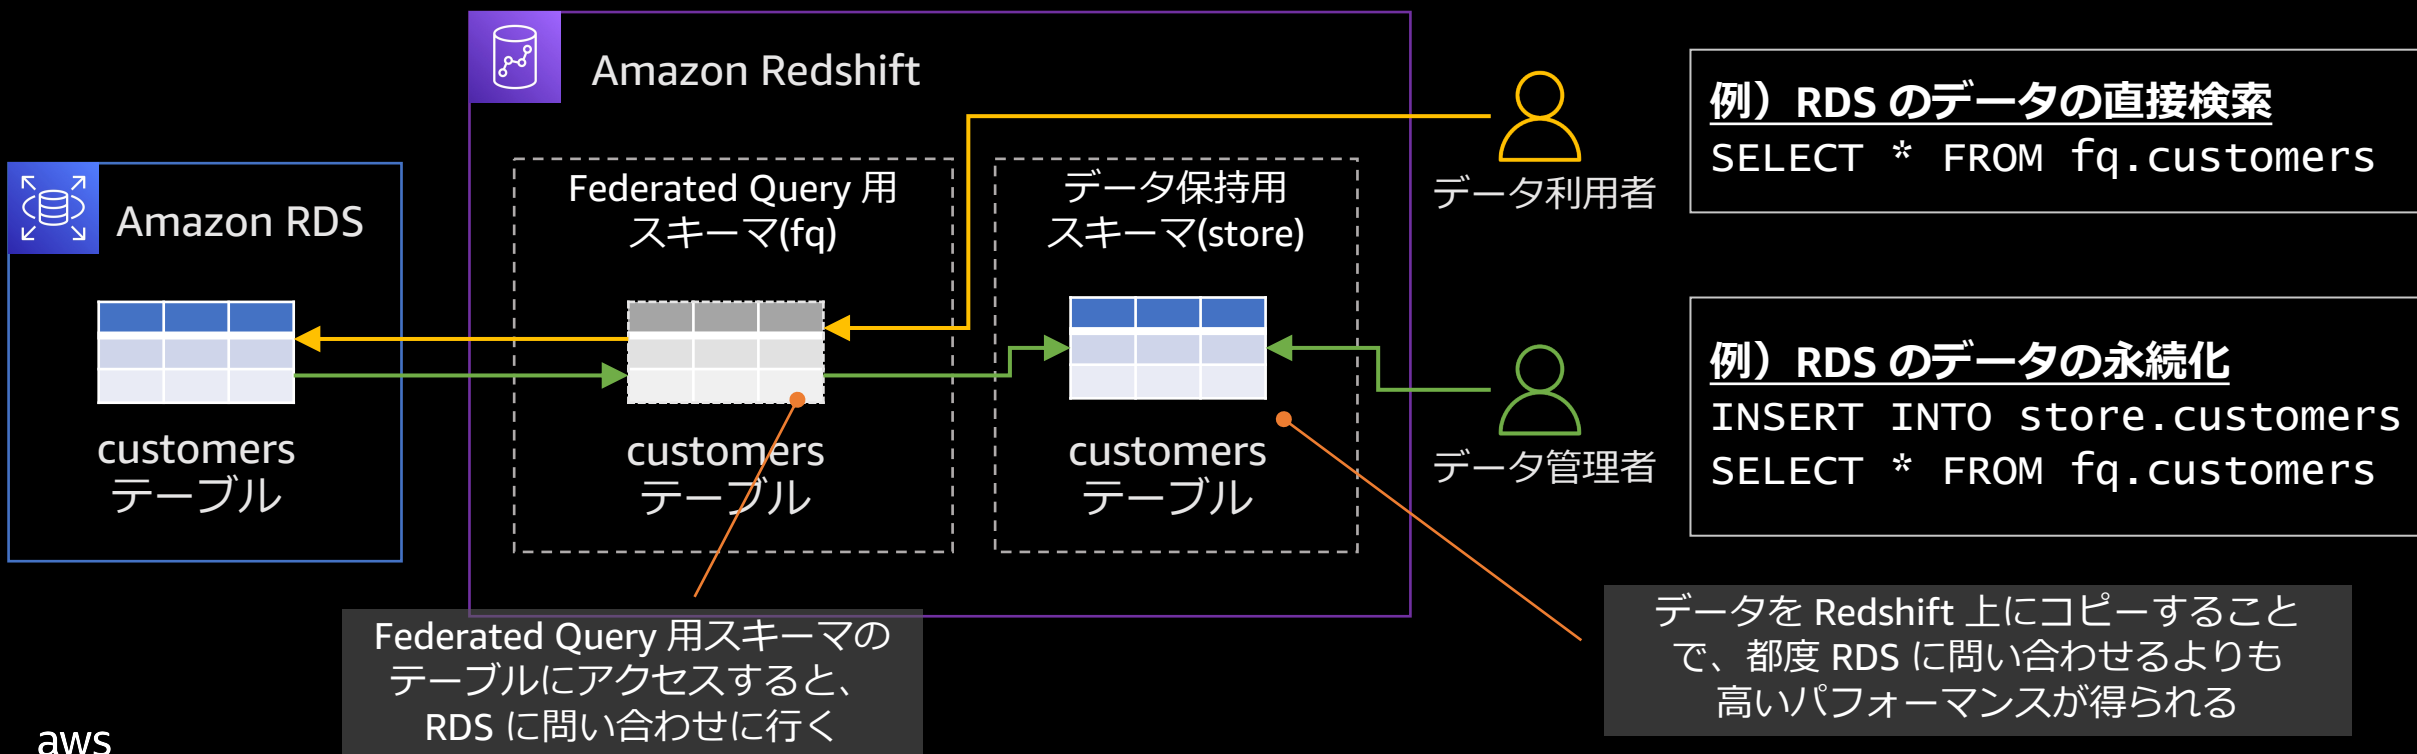 Amazon Redshift
Amazon RDS
customers
テーブル
Federated Query 用
スキーマ(fq)
customers
テーブル
データ保持用
スキーマ(store)
customers
テーブル
データ利用者
例）RDS のデータの直接検索
SELECT * FROM fq.customers
データ管理者
例）RDS のデータの永続化
INSERT INTO store.customers
SELECT * FROM fq.customers
Federated Query 用スキーマの
テーブルにアクセスすると、
RDS に問い合わせに行く
データを Redshift 上にコピーすること
で、都度 RDS に問い合わせるよりも
高いパフォーマンスが得られる
aws